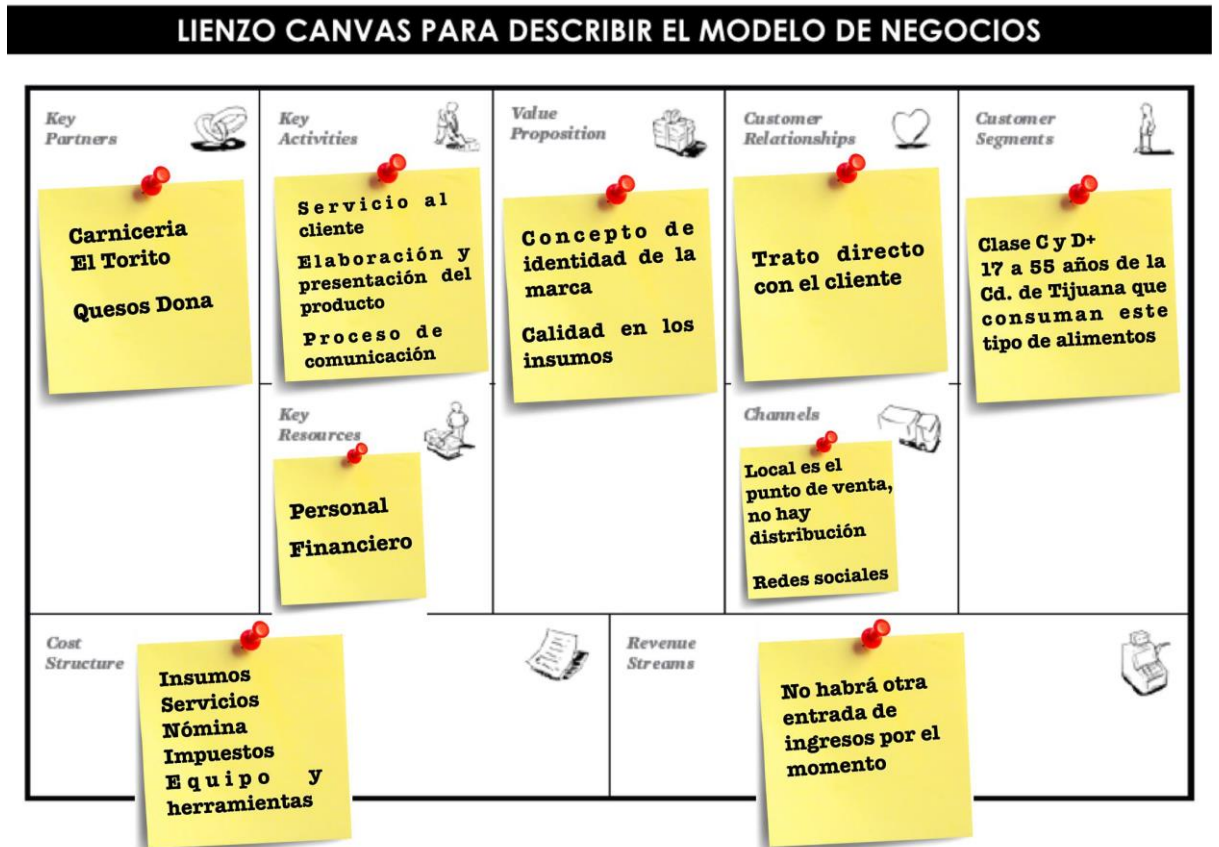 LIENZO CANVAS PARA DESCRIBIR EL MODELO DE NEGOCIOS
Key
Partners
Carniceria
El Torito
Quesos Dona
Key
Activities
Servicio al
cliente
Elaboración y
presentación del
producto
Proceso de
comunicación
Key
Resources
Personal
Financiero
Value
Proposition
Concepto de
identidad de la
marca
Calidad en los
insumos
Customer
Relationships
Trato directo
con el cliente
Channels
Local es el
punto de venta,
no hay
distribución
Redes sociales
Customer
Segments
Clase C y D+
17 a 55 años de la
Cd. de Tijuana que
consuman este
tipo de alimentos
Cost
Structure
Insumos
Servicios
Nómina
Impuestos
Equipo y
herramientas
Revenue
Streams
No habrá otra
entrada de
ingresos por el
momento